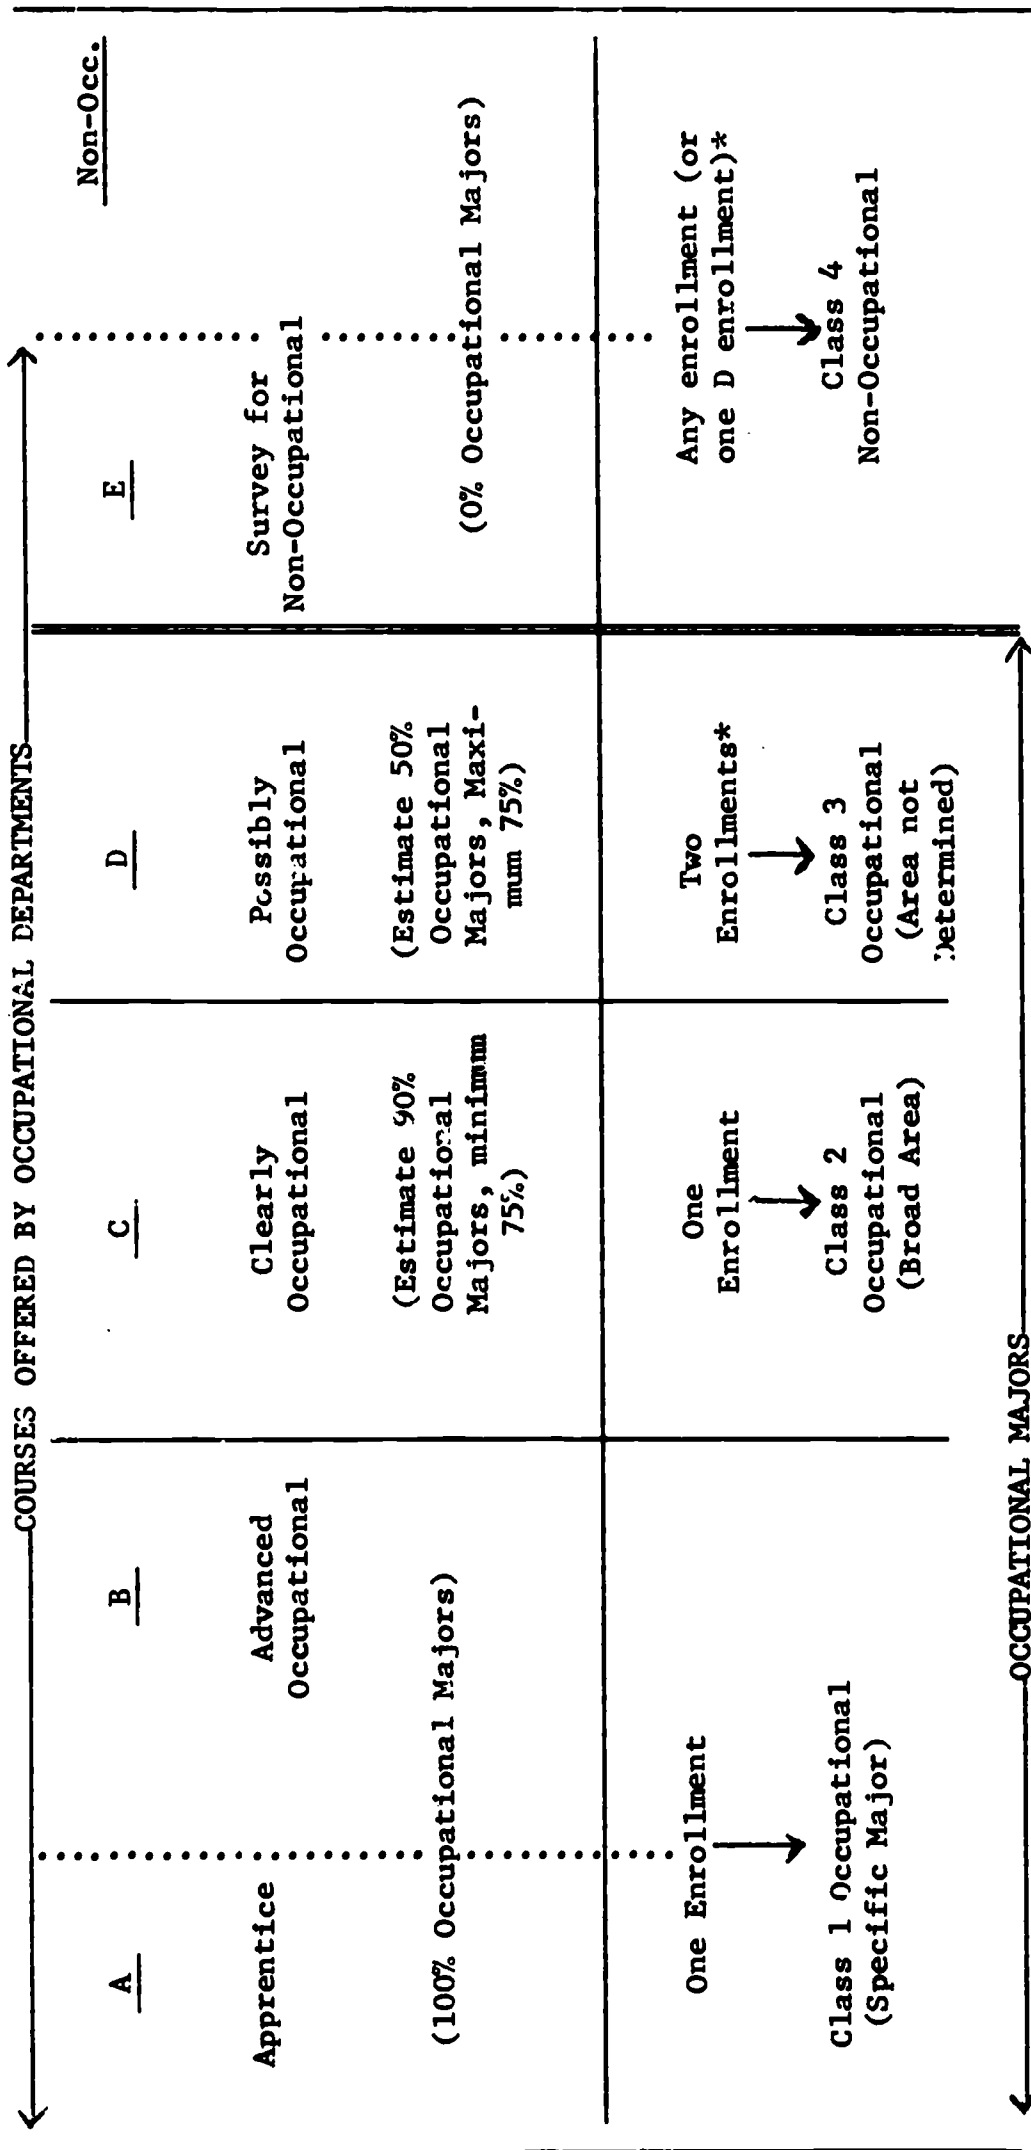 COURSES OFFERED BY OCCUPATIONAL DEPARTMENTS
A
B
C
D
E
Non-Occ.
Apprentice
Advanced
Occupational
Clearly
Occupational
Possibly
Occupational
Survey for
Non-Occupational
(100% Occupational Majors)
(Estimate 90%
Occupational
Majors, minimum
75%)
(Estimate 50%
Occupational
Majors, Maxi-
mum 75%)
(0% Occupational Majors)
One Enrollment
Class 1 Occupational
(Specific Major)
One
Enrollment
Class 2
Occupational
(Broad Area)
Two
Enrollments*
Class 3
Occupational
(Area not
Determined)
Any enrollment (or
one D enrollment)*
Class 4
Non-Occupational
OCCUPATIONAL MAJORS